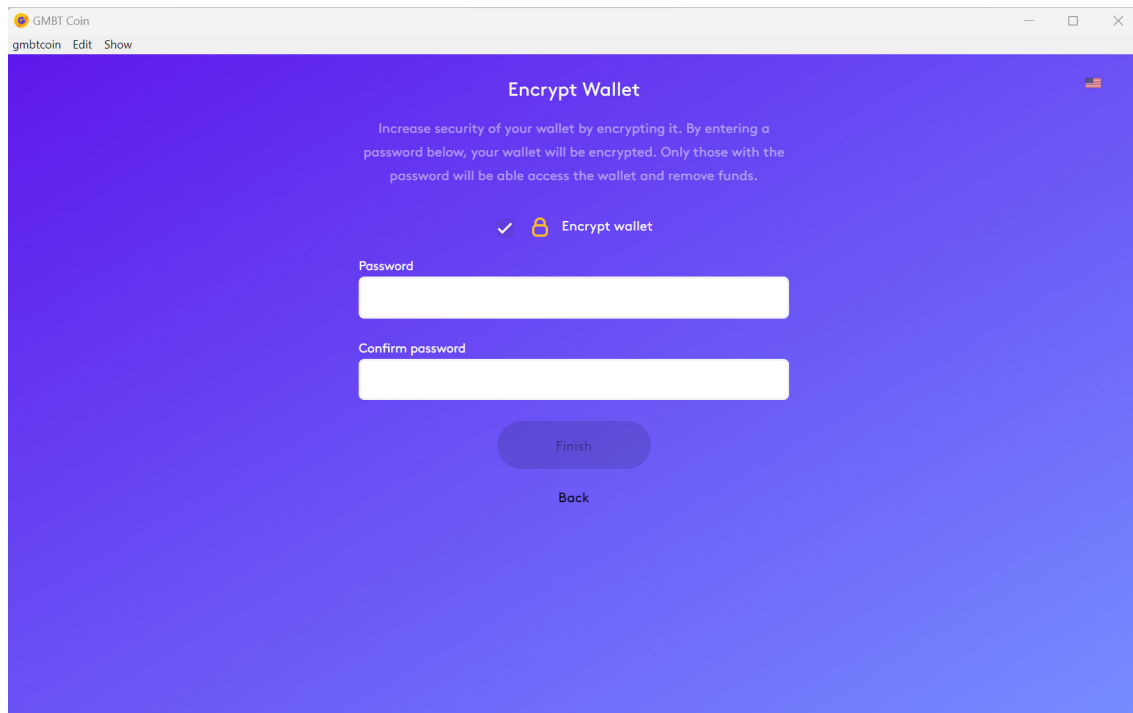 GMBT Coin
gmbtcoin Edit Show
Encrypt Wallet
Increase security of your wallet by encrypting it. By entering a
password below, your wallet will be encrypted. Only those with the
password will be able access the wallet and remove funds.
Encrypt wallet
Password
Confirm password
Finish
Back